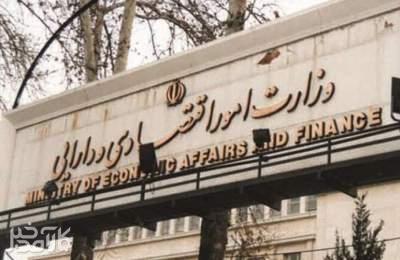 وزارت امور اقتصادی و دارایی
MINISTRY OF ECONOMIC AFFAIRS AND FINANCE